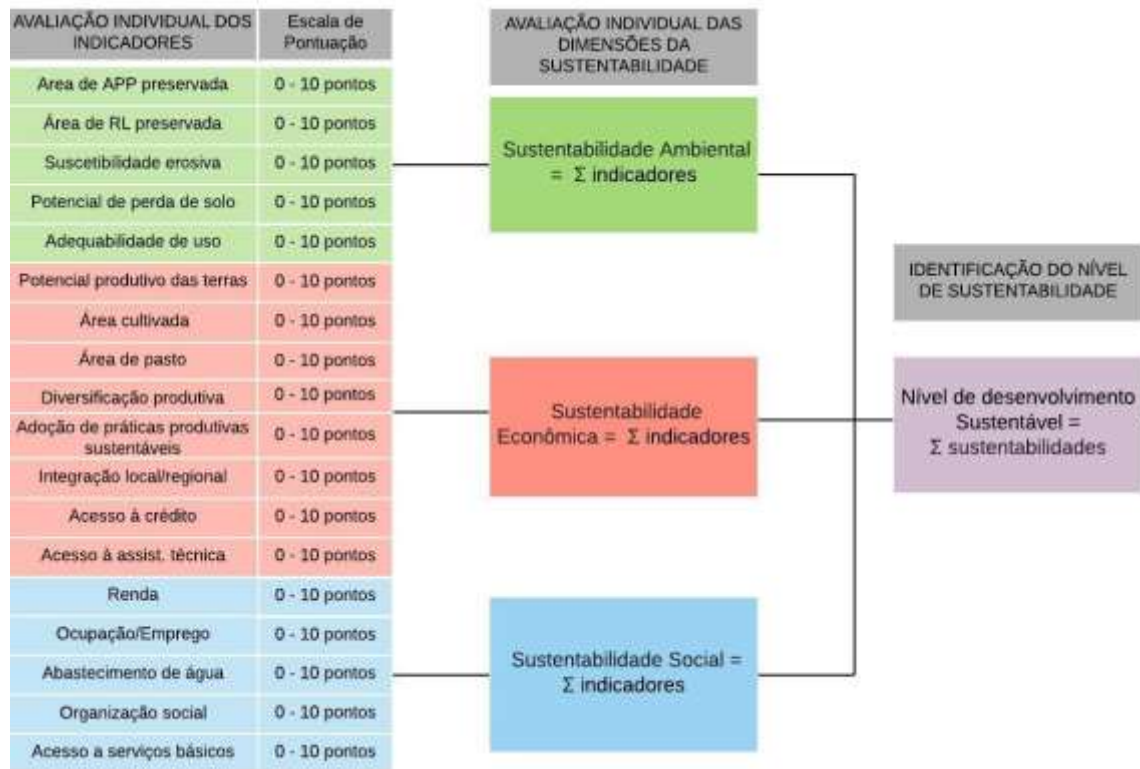 AVALIAÇÃO INDIVIDUAL DOS
INDICADORES
Escala de
Pontuação
Area de APP preservada
0 - 10 pontos
Área de RL preservada
0 - 10 pontos
Suscetibilidade erosiva
0 - 10 pontos
Potencial de perda de solo
0 - 10 pontos
Adequabilidade de uso
0 - 10 pontos
Potencial produtivo das terras
0 - 10 pontos
Área cultivada
0 - 10 pontos
Área de pasto
0 - 10 pontos
Diversificação produtiva
0 - 10 pontos
Adoção de práticas produtivas
sustentáveis
0 - 10 pontos
Integração local/regional
0 - 10 pontos
Acesso à crédito
0 - 10 pontos
Acesso à assist. técnica
0 - 10 pontos
Renda
0 - 10 pontos
Ocupação/Emprego
0 - 10 pontos
Abastecimento de água
0 - 10 pontos
Organização social
0 - 10 pontos
Acesso a serviços básicos
0 - 10 pontos
AVALIAÇÃO INDIVIDUAL DAS
DIMENSÕES DA
SUSTENTABILIDADE
Sustentabilidade Ambiental
= Σ indicadores
Sustentabilidade
Econômica = Σ indicadores
Sustentabilidade Social =
Σ indicadores
IDENTIFICAÇÃO DO NÍVEL
DE SUSTENTABILIDADE
Nível de desenvolvimento
Sustentável =
Σ sustentabilidades